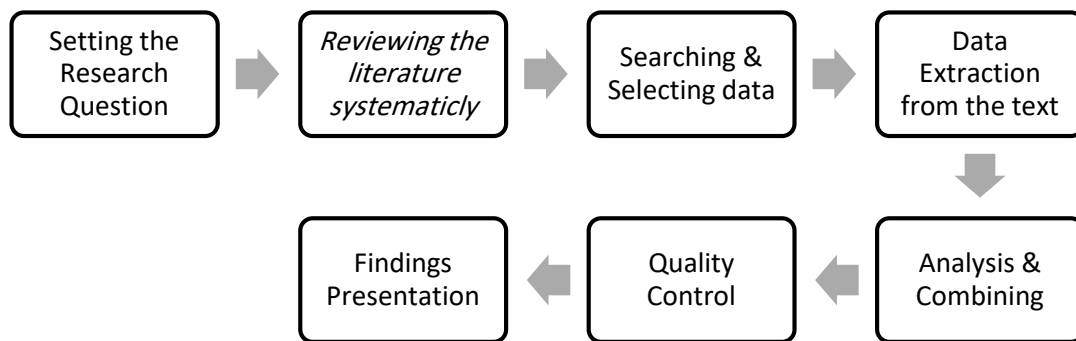 Setting the
Research
Question
Reviewing the
literature
systematicly
Searching &
Selecting data
Data
Extraction
from the text
Analysis &
Combining
Quality
Control
Findings
Presentation